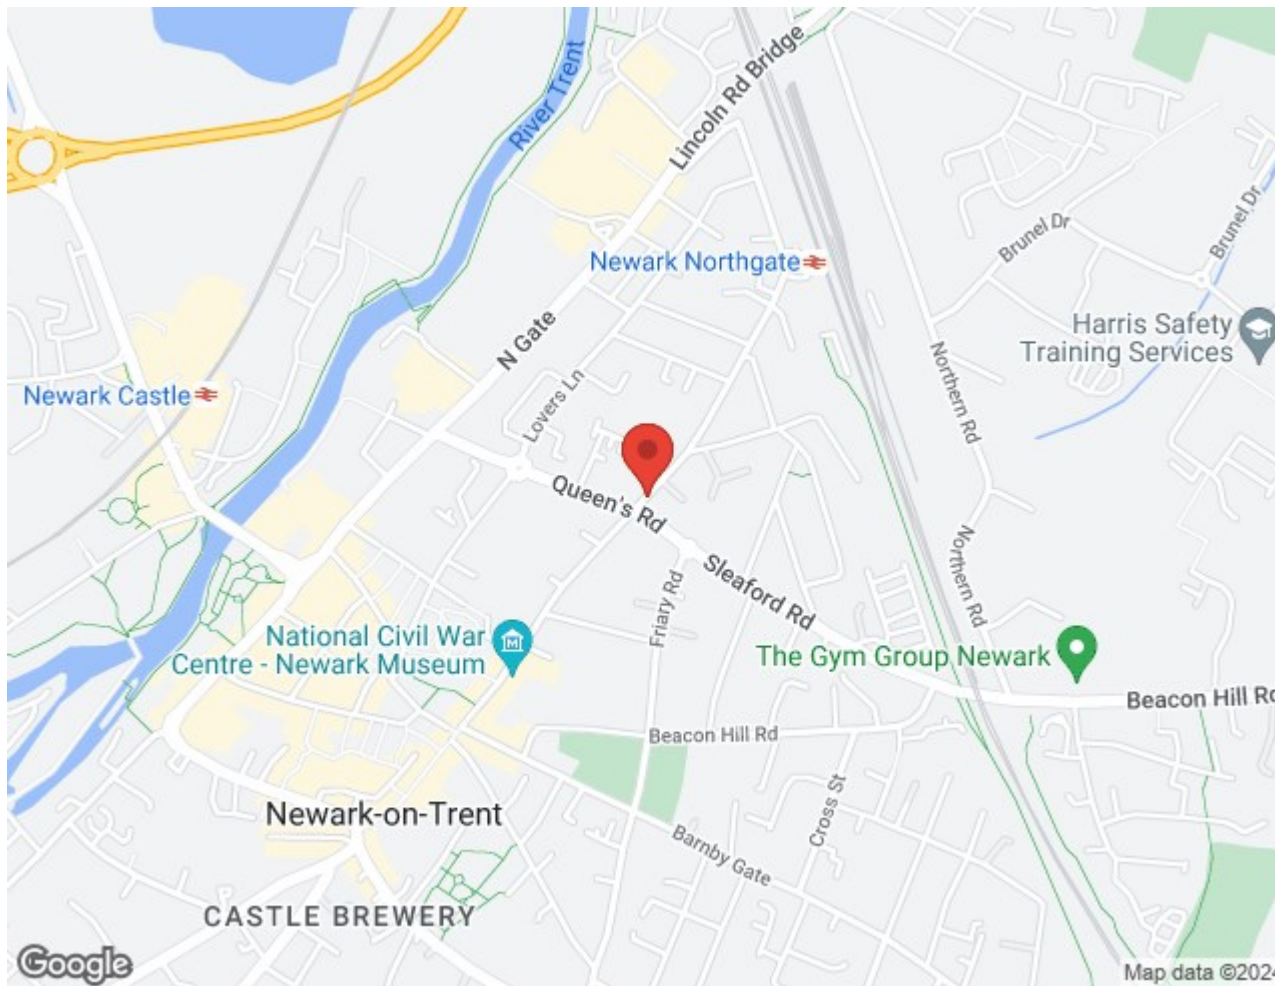 River Trent
Lincoln Rd Bridge
Brunel Dr
Brunel Dr
Newark Northgate
Harris Safety
Training Services
N Gate
Newark Castle
Lovers Ln
Northern Rd
Queen's Rd
Northern Rd
Sleaford Rd
Friary Rd
National Civil War
Centre - Newark Museum
The Gym Group Newark
Beacon Hill Rd
Beacon Hill Rd
Newark-on-Trent
Cross St
Barnby Gate
CASTLE BREWERY
Google
Map data ©2024